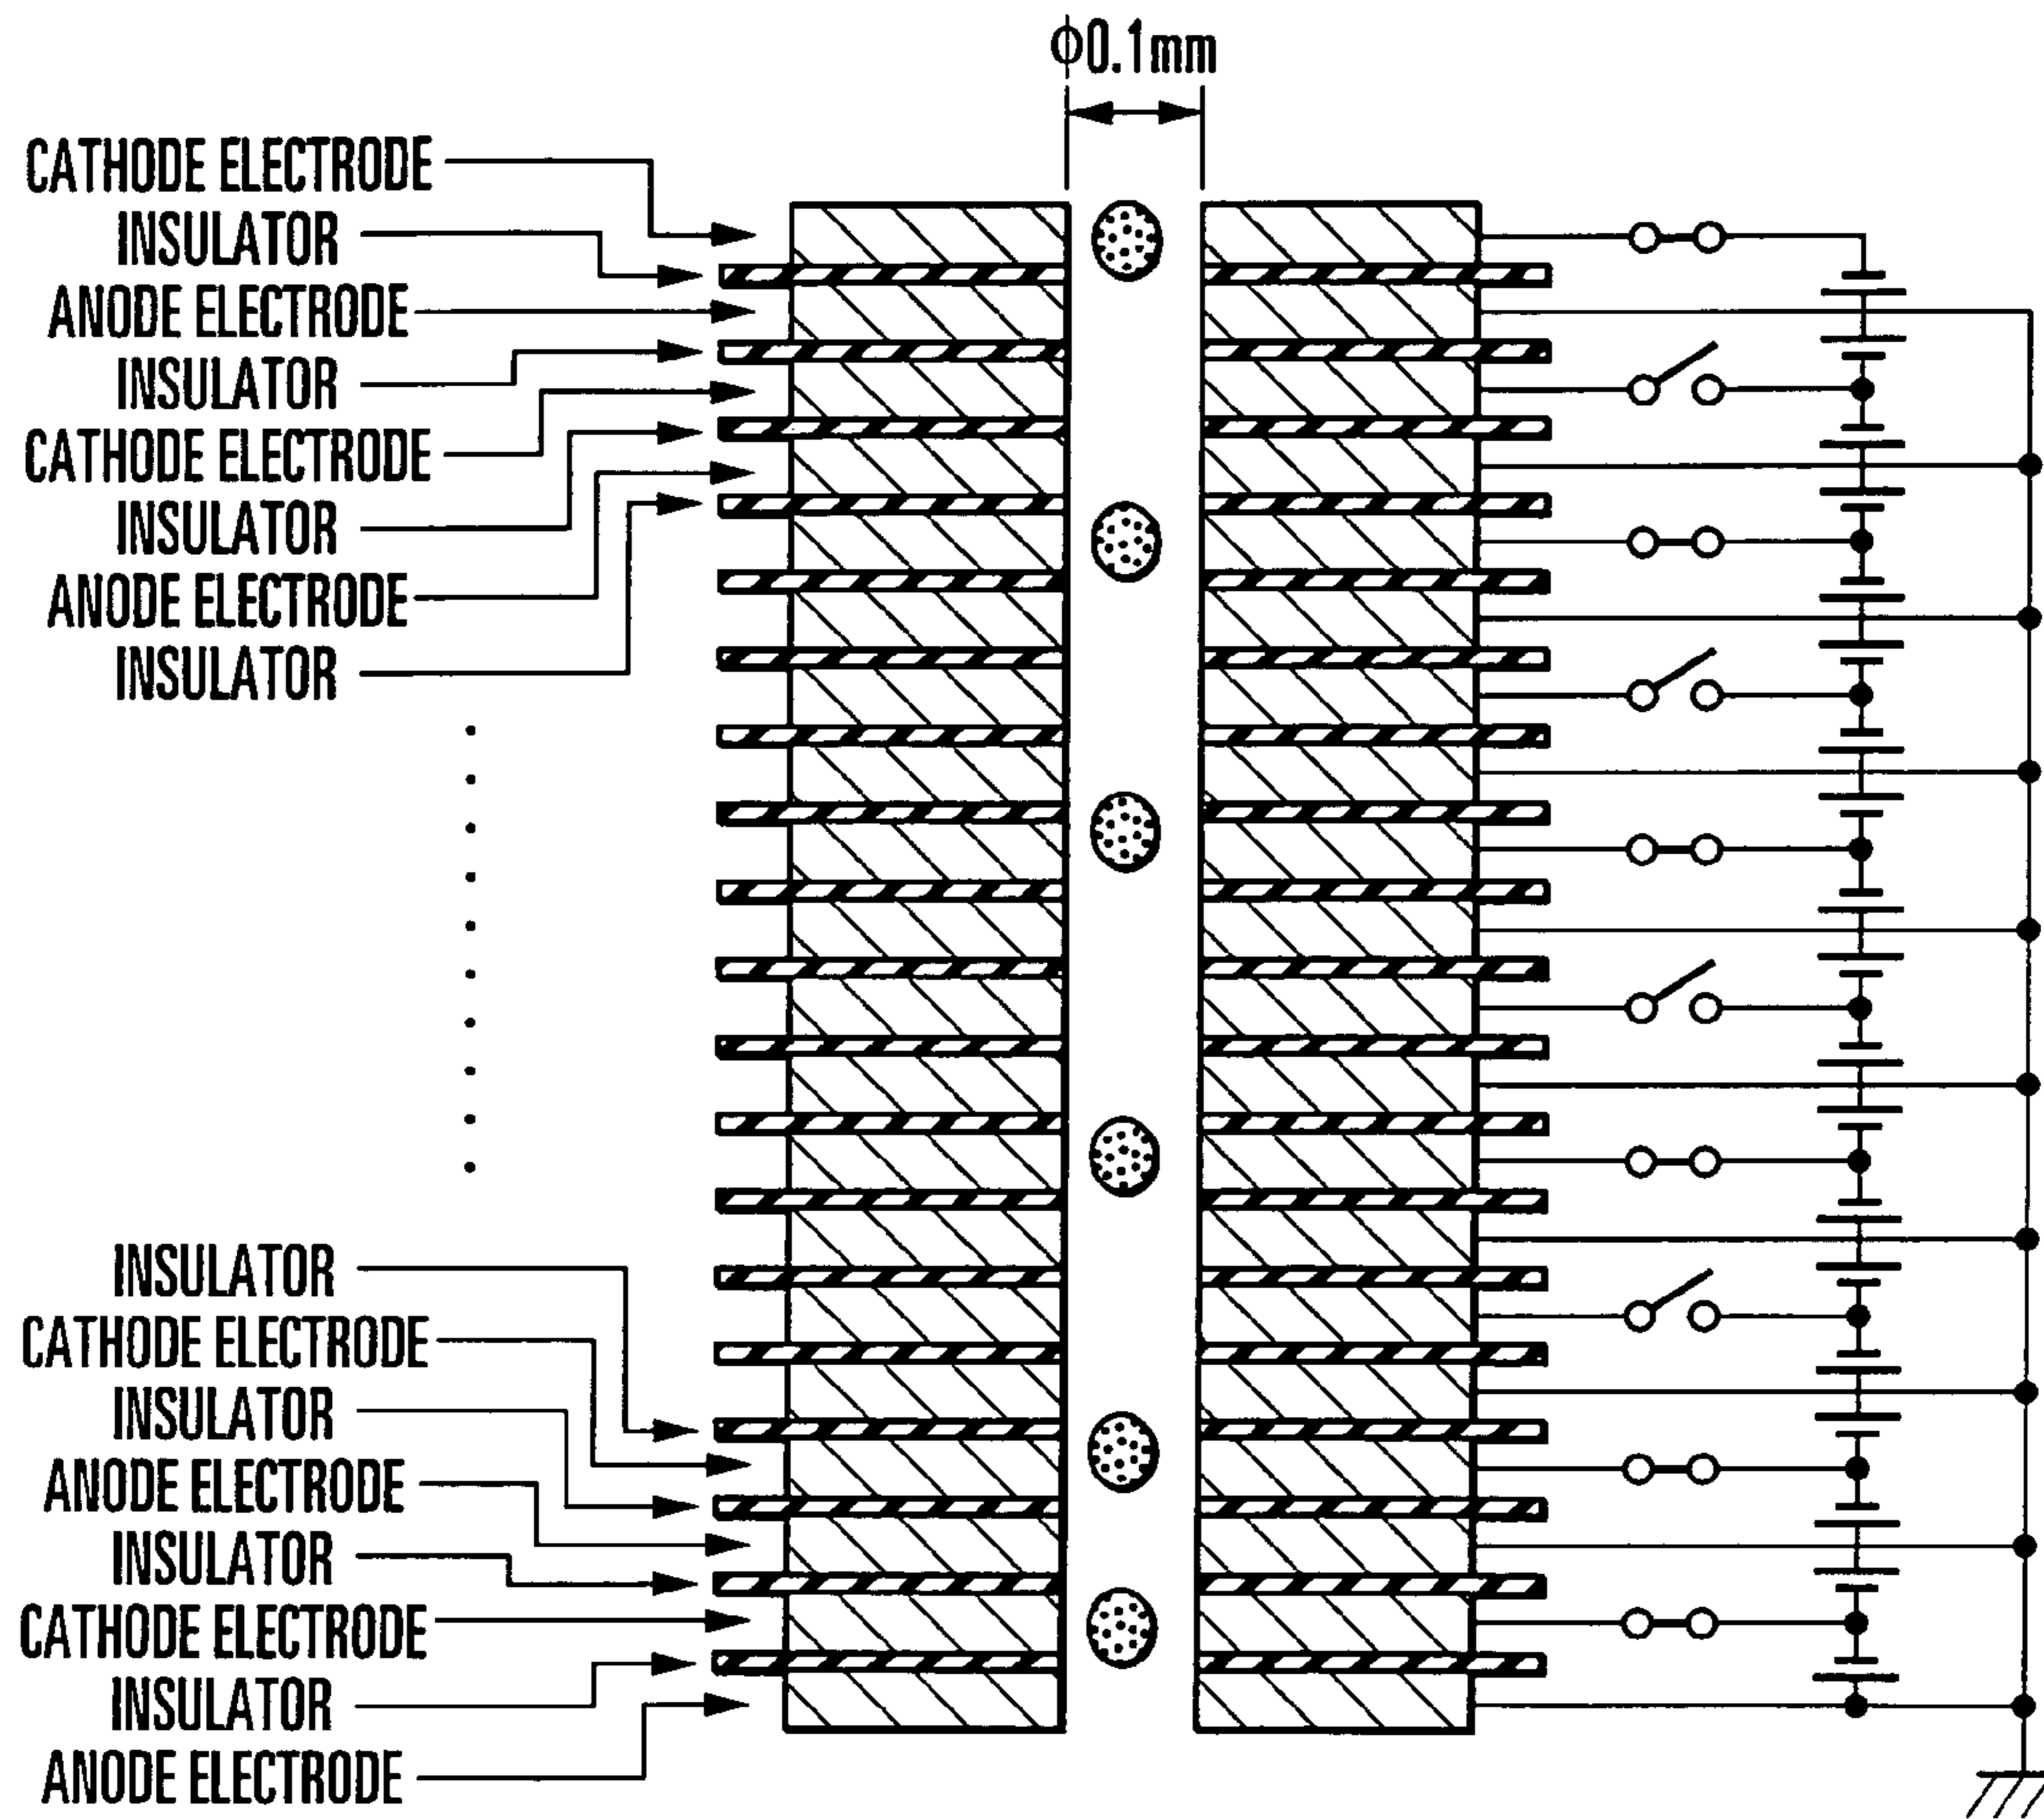 ϕ0.1mm
CATHODE ELECTRODE
INSULATOR
ANODE ELECTRODE
INSULATOR
CATHODE ELECTRODE
INSULATOR
ANODE ELECTRODE
INSULATOR
INSULATOR
CATHODE ELECTRODE
INSULATOR
ANODE ELECTRODE
INSULATOR
CATHODE ELECTRODE
INSULATOR
ANODE ELECTRODE